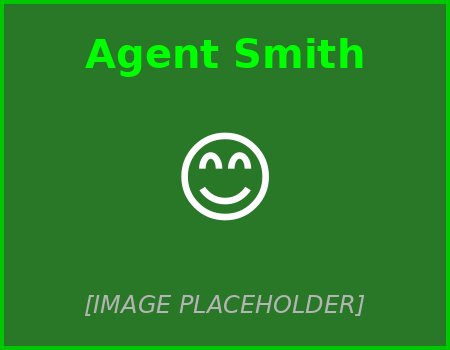 Agent Smith
[IMAGE PLACEHOLDER]